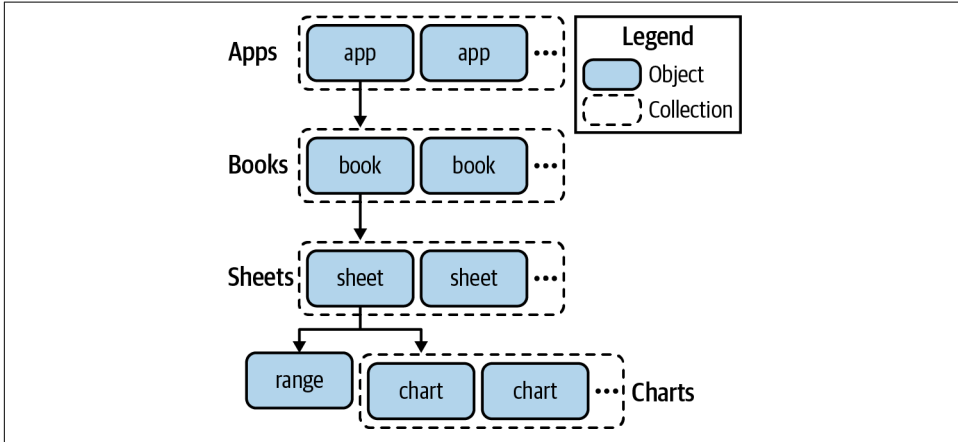 Apps
app
app
...
Legend
Object
Collection
Books
book
book
...
Sheets
sheet
sheet
...
range
chart
chart
...
Charts